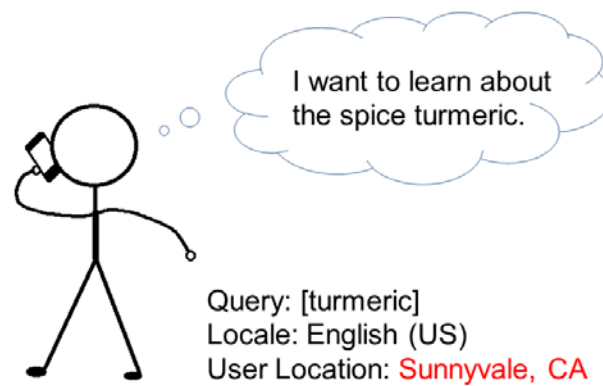 I want to learn about
the spice turmeric.
Query: [turmeric]
Locale: English (US)
User Location: Sunnyvale, CA